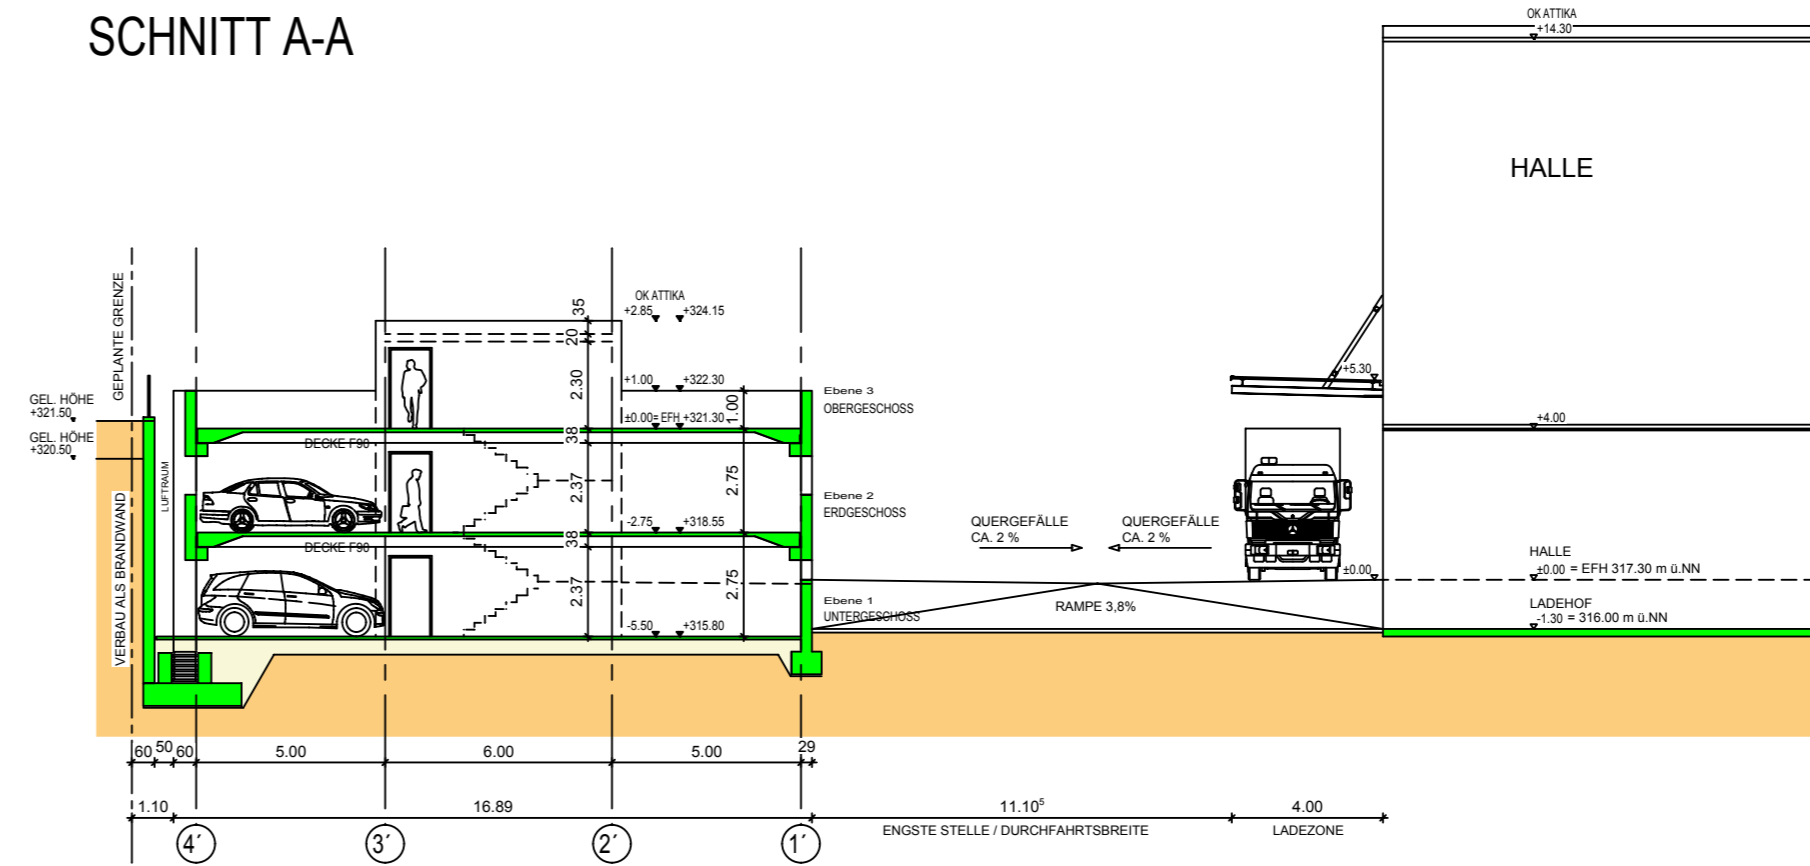 SCHNITT A-A
OK ATTIKA
+14.30
HALLE
GEPLANTE GRENZE
OK ATTIKA
+2.85 +324.15
35
20
2.30
+1.00 +322.30
1.00
±0.00= EFH +321.30
Ebene 3
OBERGESCHOSS
GEL. HÖHE
+321.50
GEL. HÖHE
+320.50
+5.30
+4.00
DECKE F90
38
LUFTRAUM
2.37
2.75
Ebene 2
ERDGESCHOSS
-2.75 +318.55
VERBAU ALS BRANDWAND
DECKE F90
38
QUERGEFÄLLE
CA. 2 %
QUERGEFÄLLE
CA. 2 %
±0.00
HALLE
±0.00 = EFH 317.30 m ü.NN
2.37
2.75
Ebene 1
UNTERGESCHOSS
-5.50 +315.80
RAMPE 3,8%
LADEHOF
-1.30 = 316.00 m ü.NN
60 50 60 5.00 6.00 5.00 29
1.10 16.89 11.10⁵ 4.00
ENGSTE STELLE / DURCHFAHRTSBREITE LADEZONE
4´ 3´ 2´ 1´